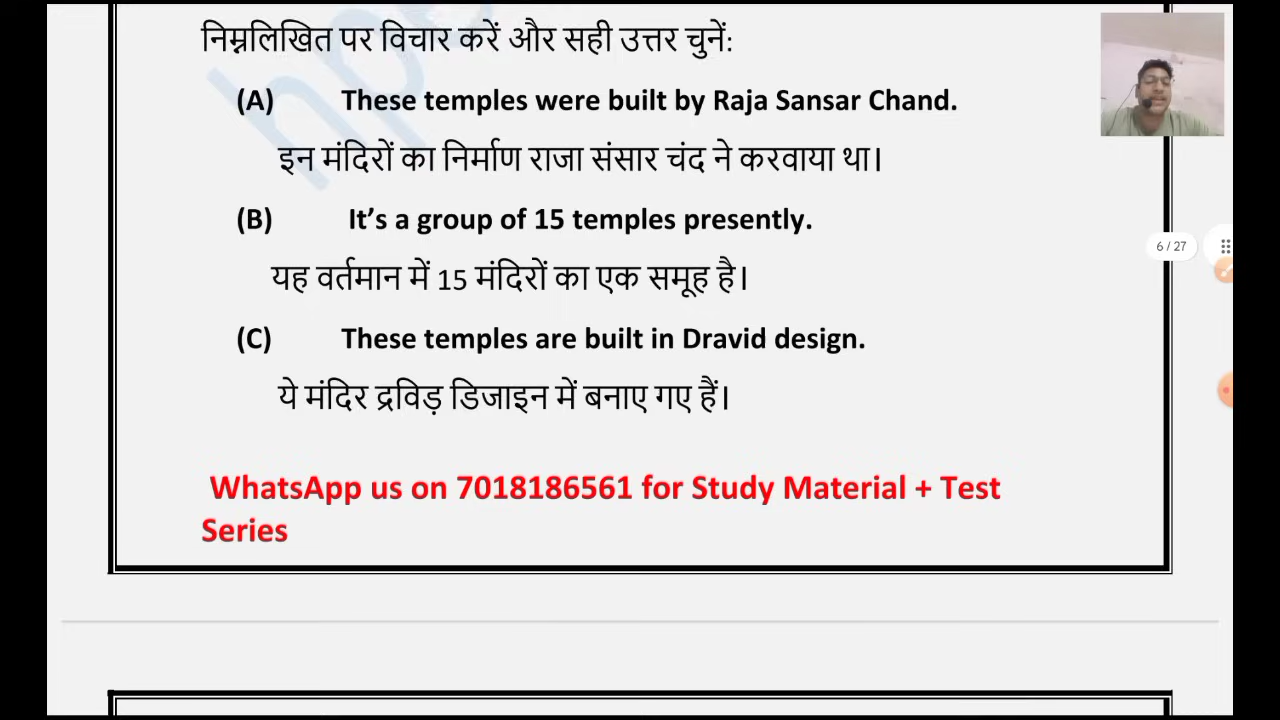 निम्नलिखित पर विचार करें और सही उत्तर चुनें:
(A) These temples were built by Raja Sansar Chand.
इन मंदिरों का निर्माण राजा संसार चंद ने करवाया था।
(B) It’s a group of 15 temples presently.
6 / 27
यह वर्तमान में 15 मंदिरों का एक समूह है।
(C) These temples are built in Dravid design.
ये मंदिर द्रविड़ डिजाइन में बनाए गए हैं।
WhatsApp us on 7018186561 for Study Material + Test
Series